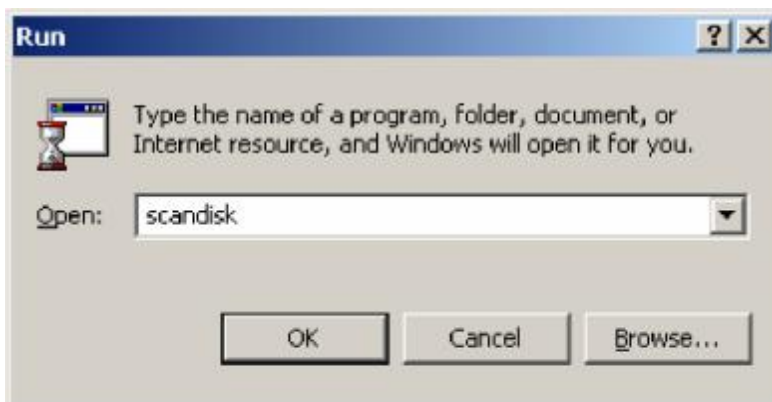 Run
Type the name of a program, folder, document, or
Internet resource, and Windows will open it for you.
Open: scandisk
OK Cancel Browse...